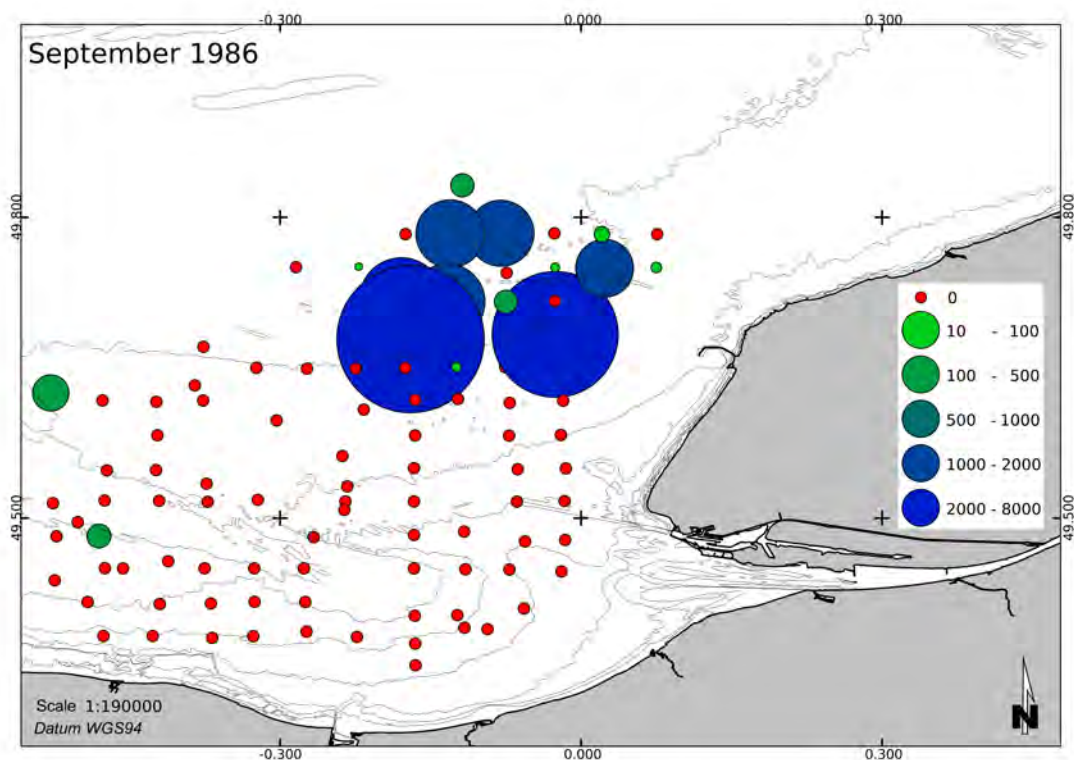 -0.300 0.000 0.300
September 1986
49.800 49.800
0
10 - 100
100 - 500
500 - 1000
1000 - 2000
2000 - 8000
49.500 49.500
Scale 1:190000
Datum WGS94
N
-0.300 0.000 0.300